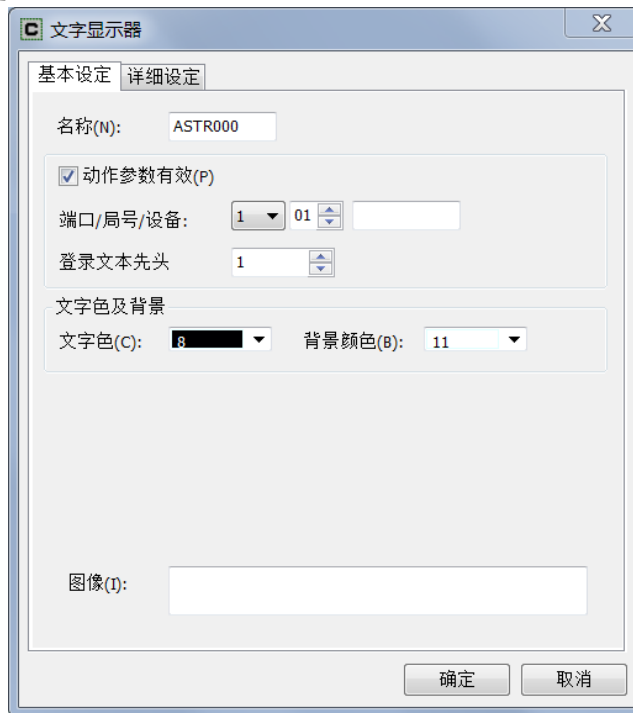 文字显示器
基本设定 详细设定
名称(N): ASTR000
动作参数有效(P)
端口/局号/设备: 1 01
登录文本先头 1
文字色及背景
文字色(C): 8 背景颜色(B): 11
图像(I):
确定 取消